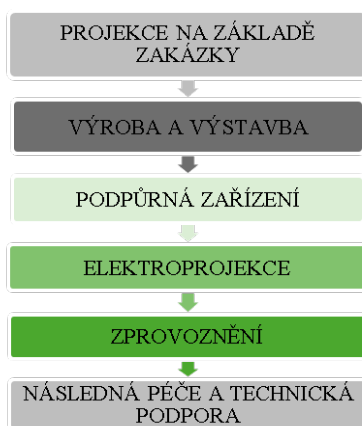 PROJEKCE NA ZÁKLADĚ
ZAKÁZKY
VÝROBA A VÝSTAVBA
PODPŮRNÁ ZAŘÍZENÍ
ELEKTROPROJEKCE
ZPROVOZNĚNÍ
NÁSLEDNÁ PÉČE A TECHNICKÁ
PODPORA